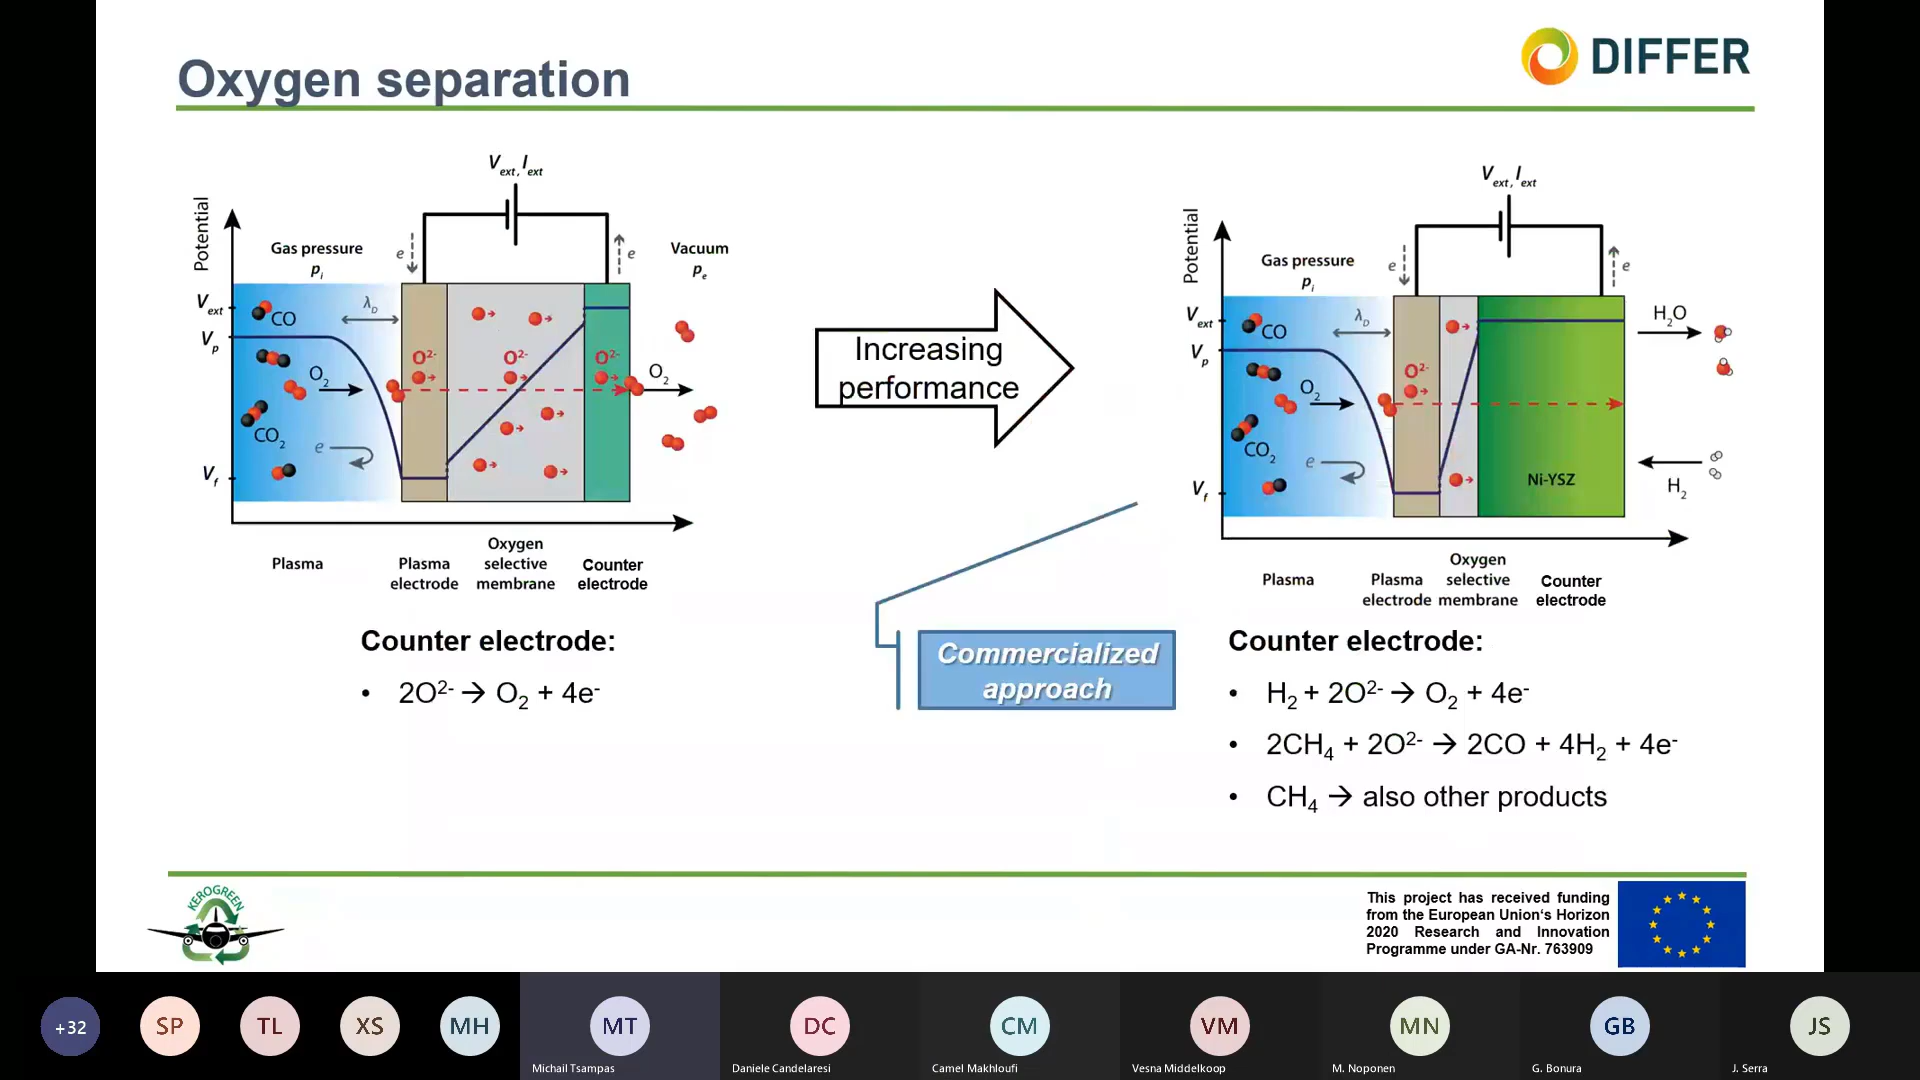 Oxygen separation
DIFFER
Vext, Iext
Potential
Gas pressure
pi
e
e
Vacuum
pe
Vext
Vp
Vf
λD
CO
O2
CO2
e
O2-
O2-
O2-
O2
Plasma
Plasma
electrode
Oxygen
selective
membrane
Counter
electrode
Increasing
performance
Vext, Iext
Potential
Gas pressure
pi
e
e
Vext
Vp
Vf
λD
CO
O2
CO2
e
O2-
Ni-YSZ
H2O
H2
Plasma
Plasma
electrode
Oxygen
selective
membrane
Counter
electrode
Counter electrode:
• 2O2- → O2 + 4e-
Commercialized
approach
Counter electrode:
• H2 + 2O2- → O2 + 4e-
• 2CH4 + 2O2- → 2CO + 4H2 + 4e-
• CH4 → also other products
KEROGREEN
This project has received funding
from the European Union's Horizon
2020 Research and Innovation
Programme under GA-Nr. 763909
+32
SP
TL
XS
MH
MT
Michail Tsampas
DC
Daniele Candelaresi
CM
Camel Makhloufi
VM
Vesna Middelkoop
MN
M. Noponen
GB
G. Bonura
JS
J. Serra